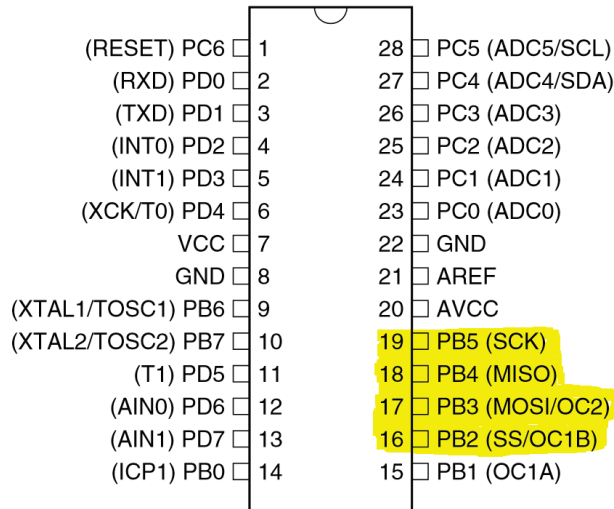 (RESET) PC6 1 28 PC5 (ADC5/SCL)
(RXD) PD0 2 27 PC4 (ADC4/SDA)
(TXD) PD1 3 26 PC3 (ADC3)
(INT0) PD2 4 25 PC2 (ADC2)
(INT1) PD3 5 24 PC1 (ADC1)
(XCK/T0) PD4 6 23 PC0 (ADC0)
VCC 7 22 GND
GND 8 21 AREF
(XTAL1/TOSC1) PB6 9 20 AVCC
(XTAL2/TOSC2) PB7 10 19 PB5 (SCK)
(T1) PD5 11 18 PB4 (MISO)
(AIN0) PD6 12 17 PB3 (MOSI/OC2)
(AIN1) PD7 13 16 PB2 (SS/OC1B)
(ICP1) PB0 14 15 PB1 (OC1A)